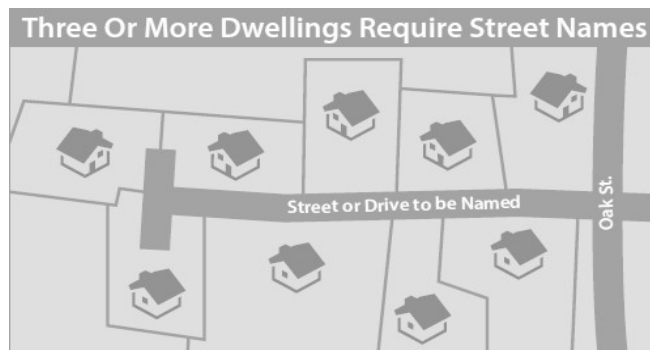 Three Or More Dwellings Require Street Names
Street or Drive to be Named
Oak St.